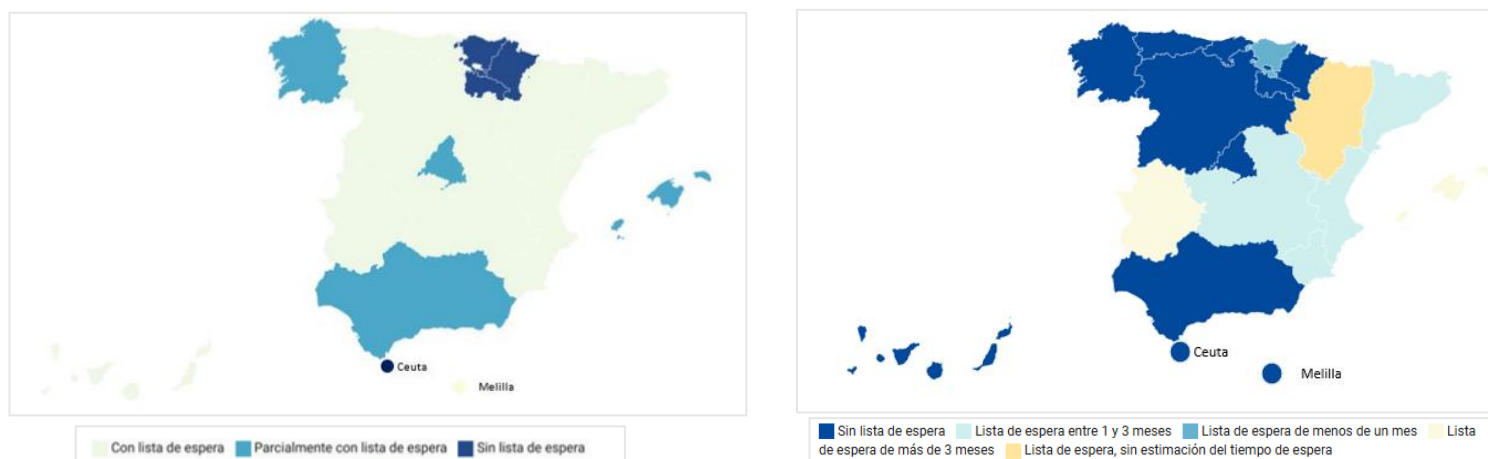 Ceuta
Melilla
Con lista de espera Parcialmente con lista de espera Sin lista de espera
Ceuta
Melilla
Sin lista de espera Lista de espera entre 1 y 3 meses Lista de espera de menos de un mes Lista
de espera de más de 3 meses Lista de espera, sin estimación del tiempo de espera